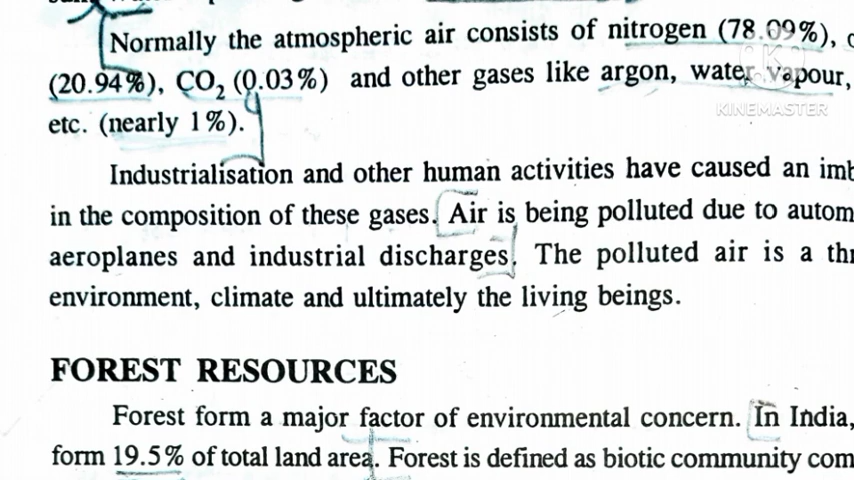 Normally the atmospheric air consists of nitrogen (78.09%),
(20.94%), CO₂ (0.03%) and other gases like argon, water vapour,
KINEMASTER
etc. (nearly 1%).
Industrialisation and other human activities have caused an imb
in the composition of these gases. Air is being polluted due to autom
aeroplanes and industrial discharges. The polluted air is a thr
environment, climate and ultimately the living beings.
FOREST RESOURCES
Forest form a major factor of environmental concern. In India,
form 19.5% of total land area. Forest is defined as biotic community com